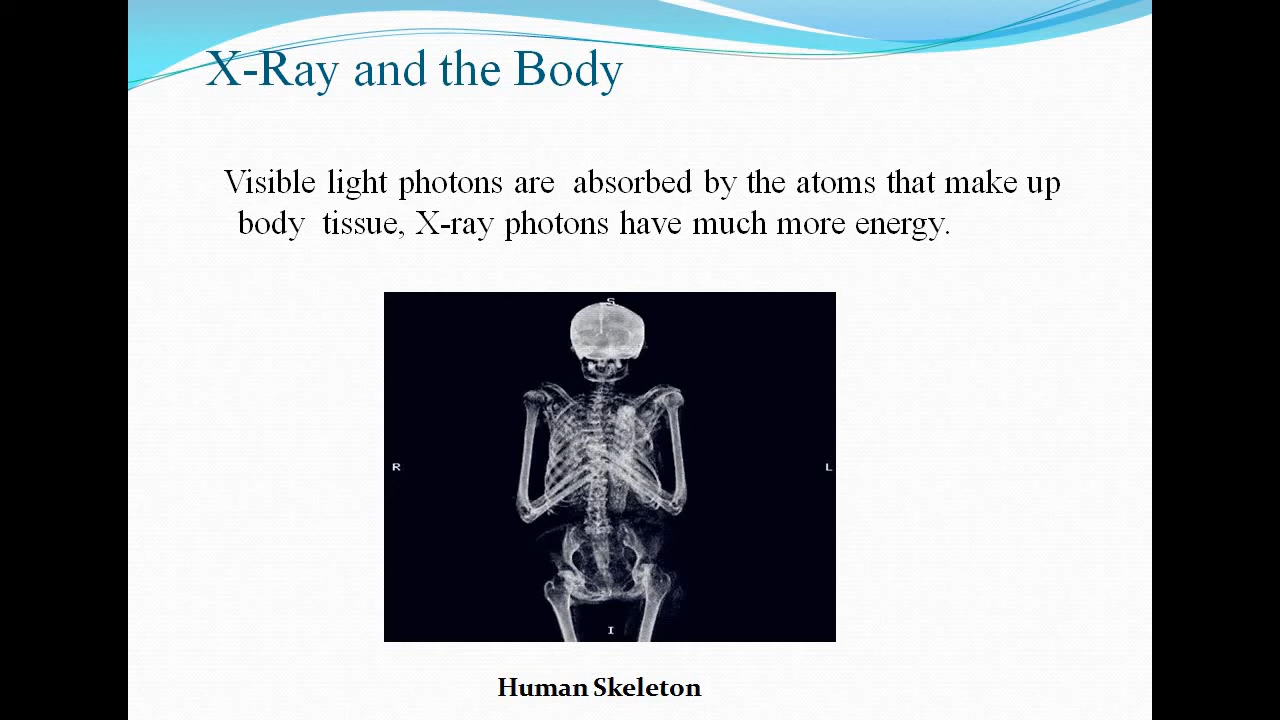 X-Ray and the Body
Visible light photons are absorbed by the atoms that make up
body tissue, X-ray photons have much more energy.
S
R
L
I
Human Skeleton